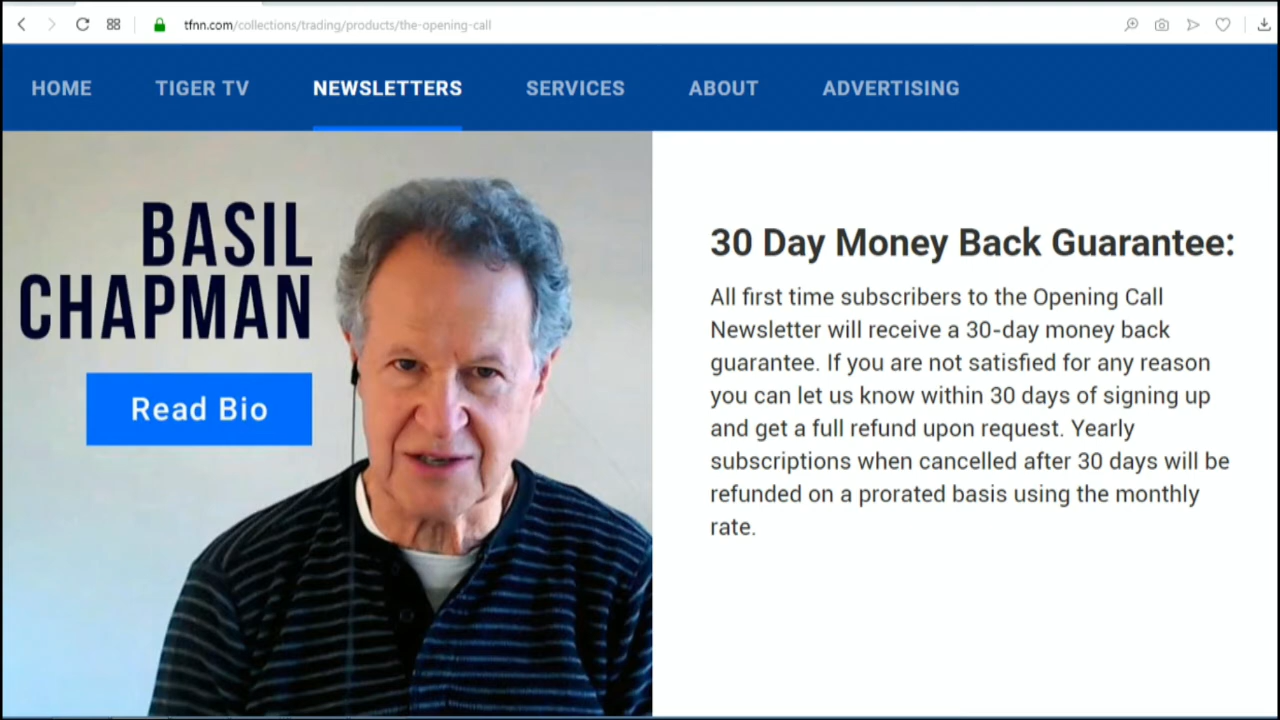 tfnn.com/collections/trading/products/the-opening-call
HOME TIGER TV NEWSLETTERS SERVICES ABOUT ADVERTISING
BASIL
CHAPMAN
Read Bio
30 Day Money Back Guarantee:
All first time subscribers to the Opening Call
Newsletter will receive a 30-day money back
guarantee. If you are not satisfied for any reason
you can let us know within 30 days of signing up
and get a full refund upon request. Yearly
subscriptions when cancelled after 30 days will be
refunded on a prorated basis using the monthly
rate.